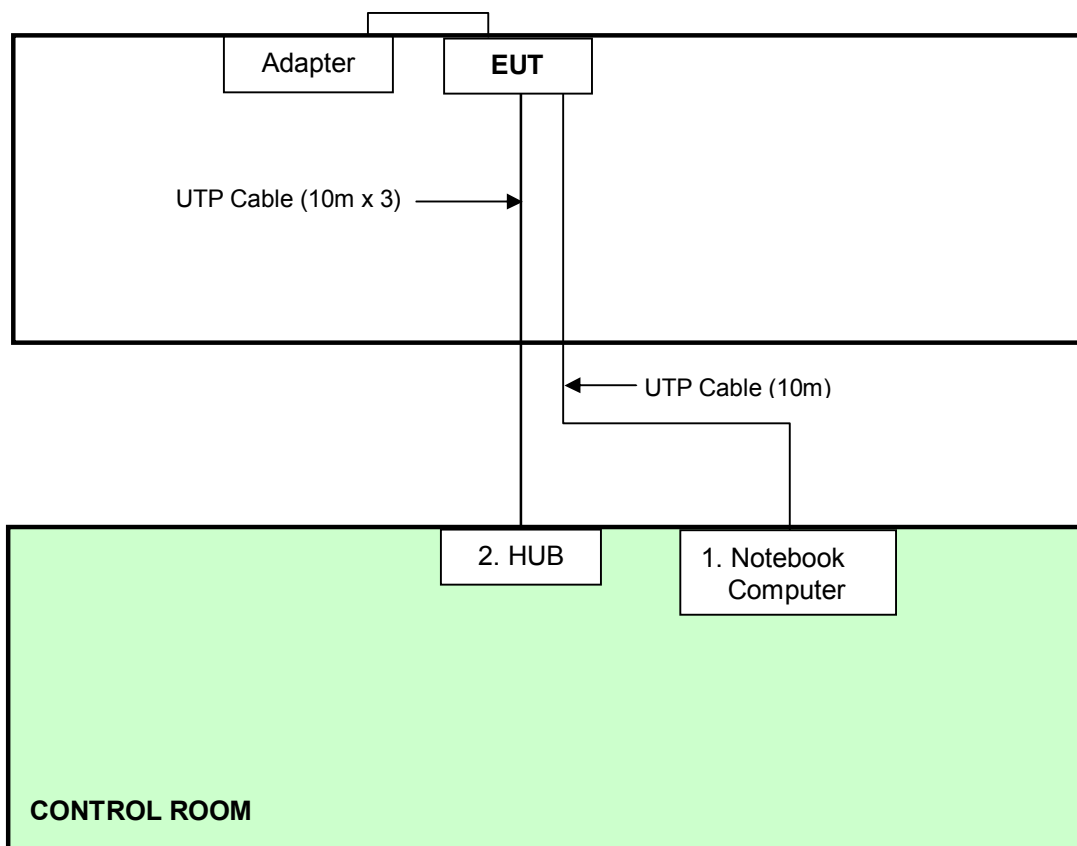 Adapter
EUT
UTP Cable (10m x 3)
UTP Cable (10m)
2. HUB
1. Notebook
Computer
CONTROL ROOM